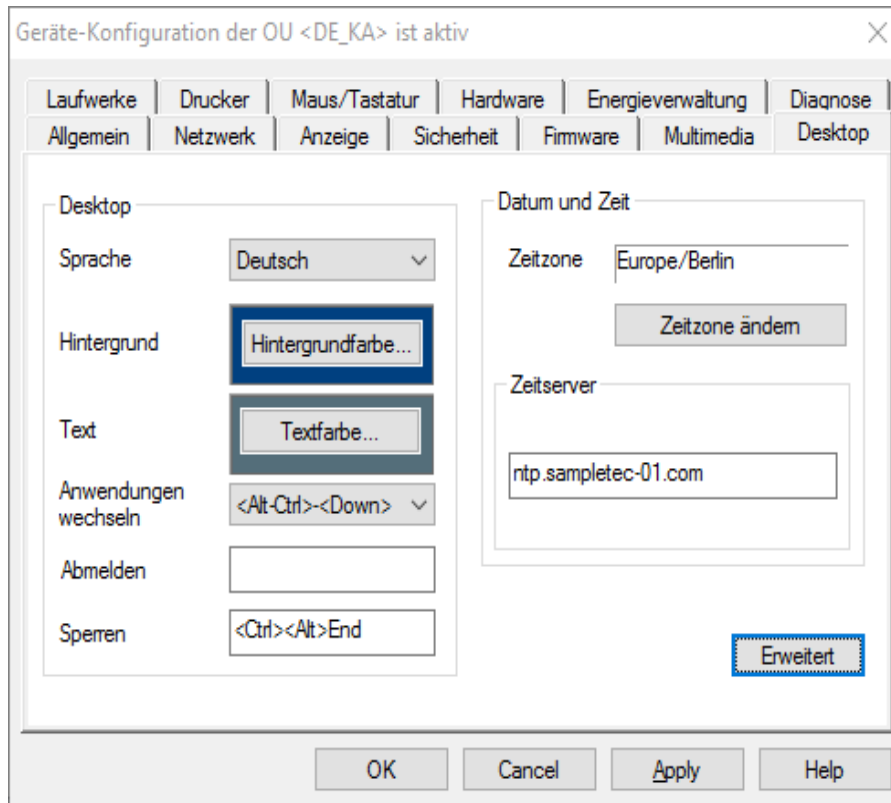 Geräte-Konfiguration der OU <DE_KA> ist aktiv
Laufwerke Drucker Maus/Tastatur Hardware Energieverwaltung Diagnose
Allgemein Netzwerk Anzeige Sicherheit Firmware Multimedia Desktop
Desktop
Sprache Deutsch
Hintergrund Hintergrundfarbe...
Text Textfarbe...
Anwendungen
wechseln <Alt-Ctrl>-<Down>
Abmelden
Sperren <Ctrl><Alt>End
Datum und Zeit
Zeitzone Europe/Berlin
Zeitzone ändern
Zeitserver
ntp.sampletec-01.com
Erweitert
OK Cancel Apply Help